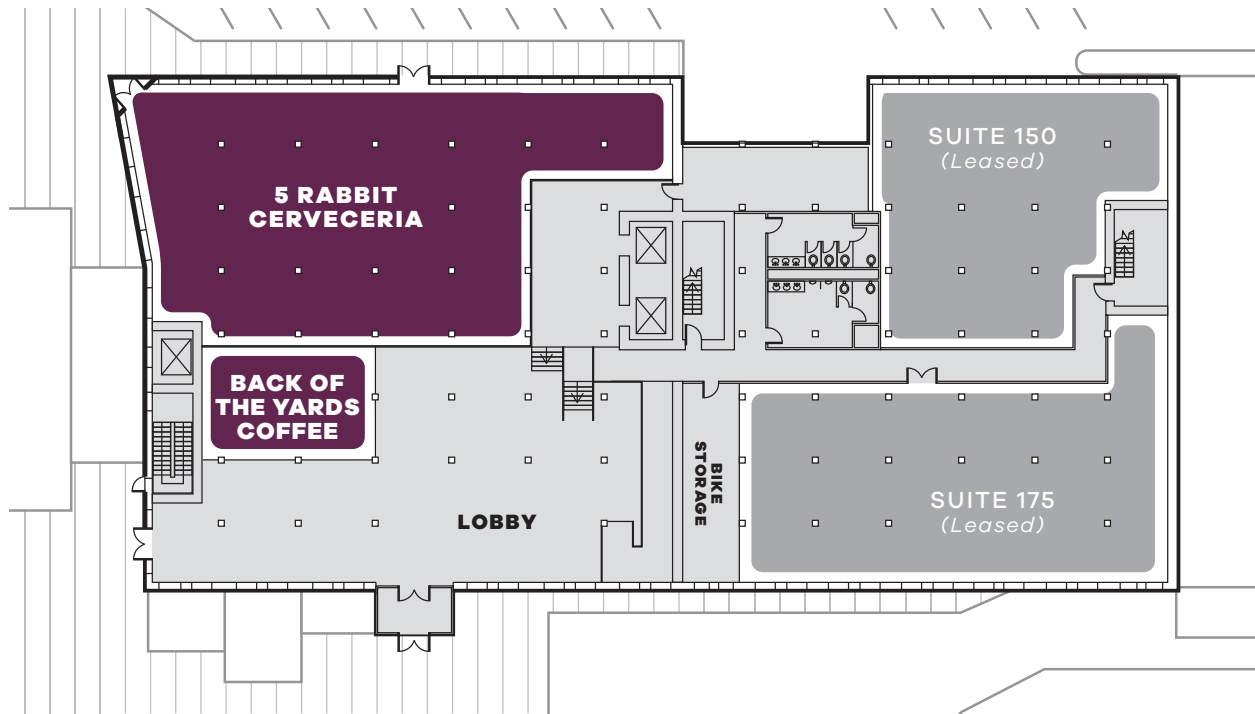 5 RABBIT
CERVECERIA
SUITE 150
(Leased)
BACK OF
THE YARDS
COFFEE
LOBBY
BIKE
STORAGE
SUITE 175
(Leased)